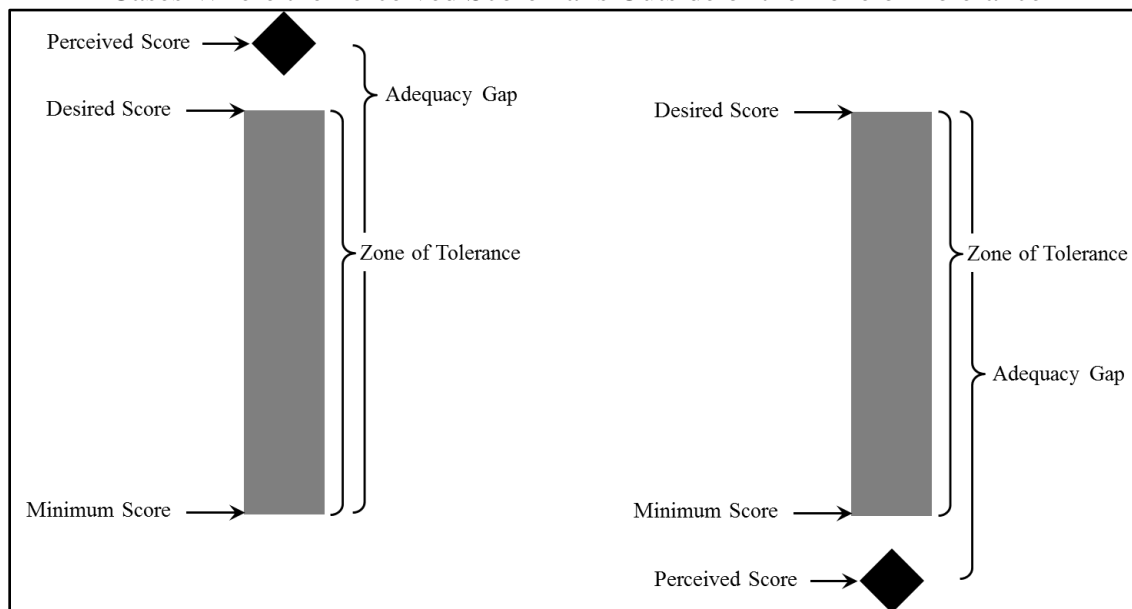 Perceived Score
Adequacy Gap
Desired Score
Zone of Tolerance
Minimum Score
Desired Score
Zone of Tolerance
Adequacy Gap
Minimum Score
Perceived Score